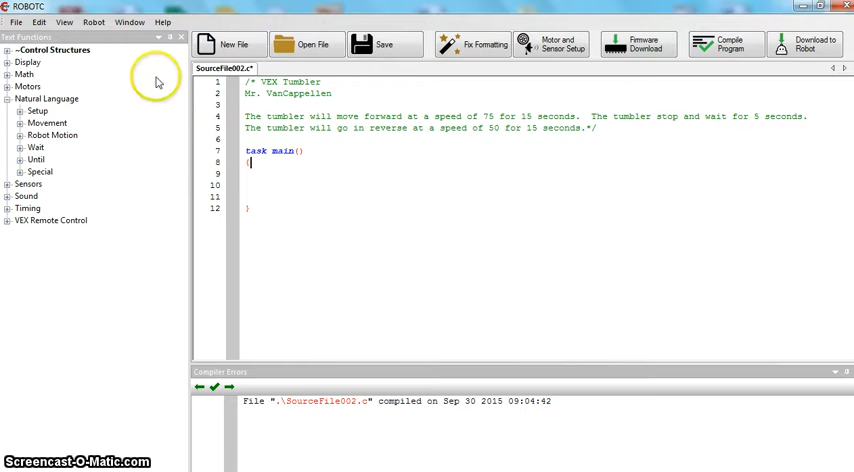 ROBOTC
File Edit View Robot Window Help
Text Functions
~Control Structures
Display
Math
Motors
Natural Language
Setup
Movement
Robot Motion
Wait
Until
Special
Sensors
Sound
Timing
VEX Remote Control
New File
Open File
Save
Fix Formatting
Motor and
Sensor Setup
Firmware
Download
Compile
Program
Download to
Robot
SourceFile002.c*
1 /* VEX Tumbler
2 Mr. VanCappellen
3
4 The tumbler will move forward at a speed of 75 for 15 seconds.  The tumbler stop and wait for 5 seconds.
5 The tumbler will go in reverse at a speed of 50 for 15 seconds.*/
6
7 task main()
8 {
9
10
11
12 }
Compiler Errors
File ".\SourceFile002.c" compiled on Sep 30 2015 09:04:42
Screencast-O-Matic.com